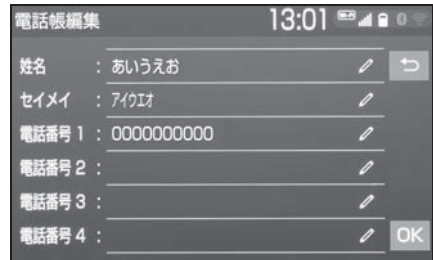 電話帳編集 13:01
姓名 : あいうえお
セイメイ : アイウエオ
電話番号 1 : 0000000000
電話番号 2 :
電話番号 3 :
電話番号 4 : OK